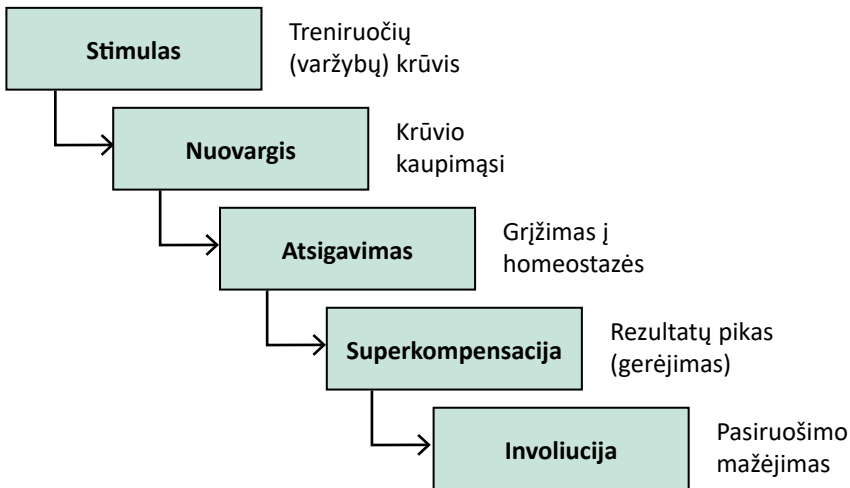 Stimulas
Treniruočių
(varžybų) krūvis
Nuovargis
Krūvio
kaupimąsi
Atsigavimas
Grįžimas į
homeostazės
Superkompensacija
Rezultatų pikas
(gerėjimas)
Involiucija
Pasiruošimo
mažėjimas